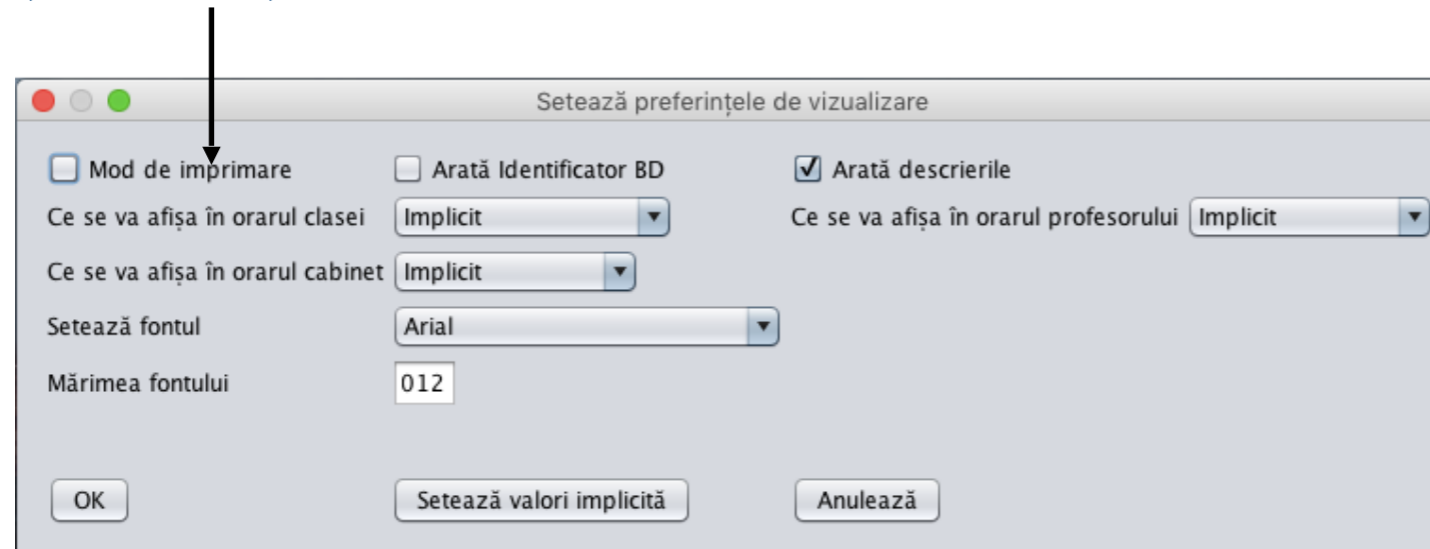 Setează preferințele de vizualizare
Mod de imprimare Arată Identificator BD Arată descrierile
Ce se va afișa în orarul clasei Implicit Ce se va afișa în orarul profesorului Implicit
Ce se va afișa în orarul cabinet Implicit
Setează fontul Arial
Mărimea fontului 012
OK Setează valori implicită Anulează